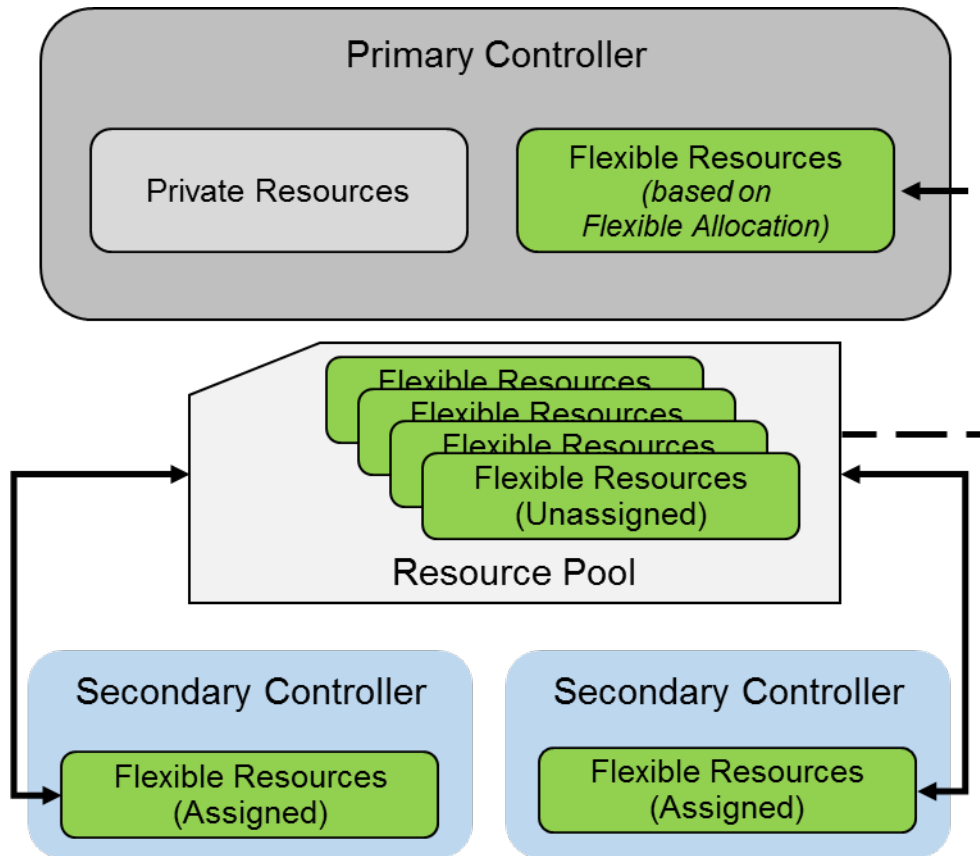 Primary Controller
Private Resources
Flexible Resources
(based on
Flexible Allocation)
Flexible Resources
Flexible Resources
Flexible Resources
Flexible Resources
(Unassigned)
Resource Pool
Secondary Controller
Flexible Resources
(Assigned)
Secondary Controller
Flexible Resources
(Assigned)